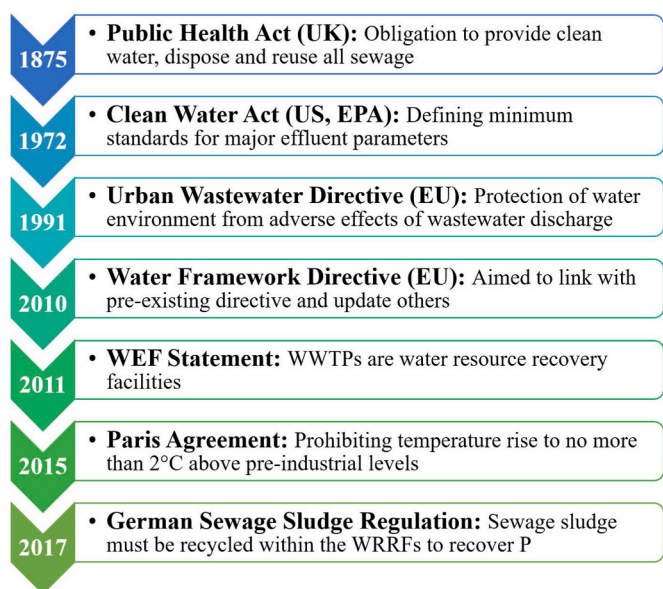 1875
• Public Health Act (UK): Obligation to provide clean
water, dispose and reuse all sewage
1972
• Clean Water Act (US, EPA): Defining minimum
standards for major effluent parameters
1991
• Urban Wastewater Directive (EU): Protection of water
environment from adverse effects of wastewater discharge
2010
• Water Framework Directive (EU): Aimed to link with
pre-existing directive and update others
2011
• WEF Statement: WWTPs are water resource recovery
facilities
2015
• Paris Agreement: Prohibiting temperature rise to no more
than 2°C above pre-industrial levels
2017
• German Sewage Sludge Regulation: Sewage sludge
must be recycled within the WRRFs to recover P